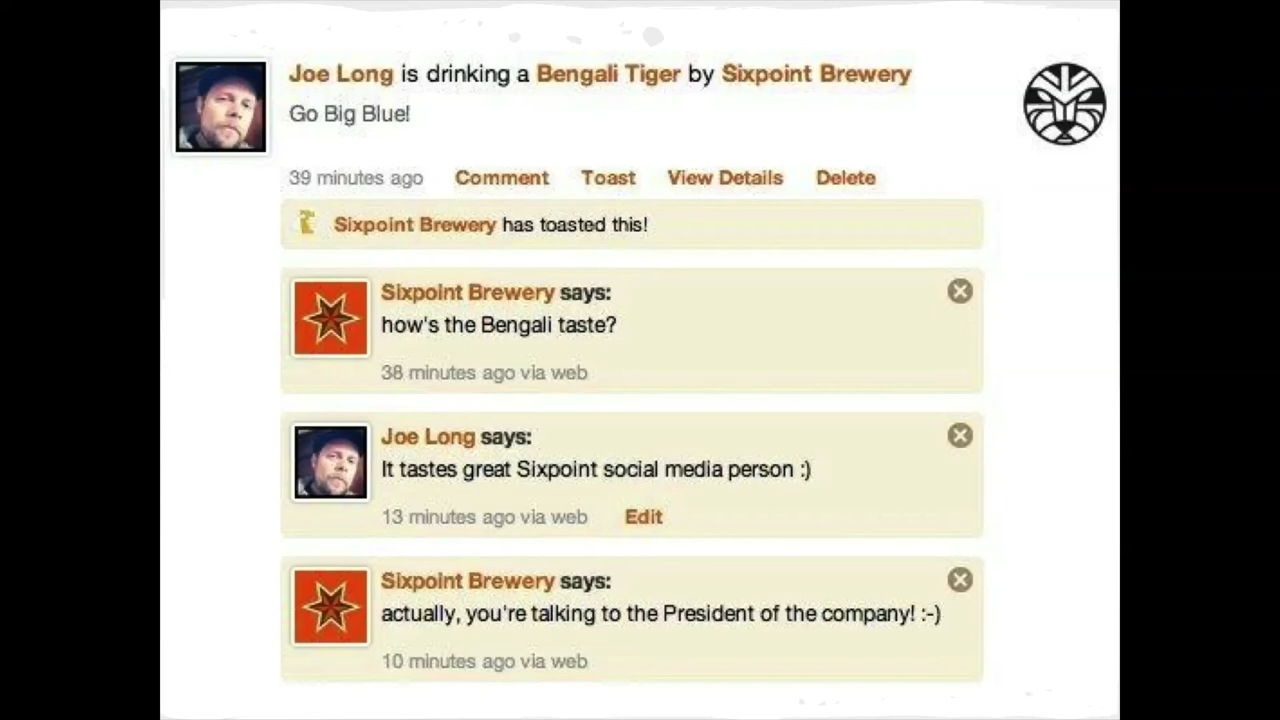 Joe Long is drinking a Bengali Tiger by Sixpoint Brewery
Go Big Blue!
39 minutes ago Comment Toast View Details Delete
Sixpoint Brewery has toasted this!
Sixpoint Brewery says:
how's the Bengali taste?
38 minutes ago via web
Joe Long says:
It tastes great Sixpoint social media person :)
13 minutes ago via web Edit
Sixpoint Brewery says:
actually, you're talking to the President of the company! :-)
10 minutes ago via web